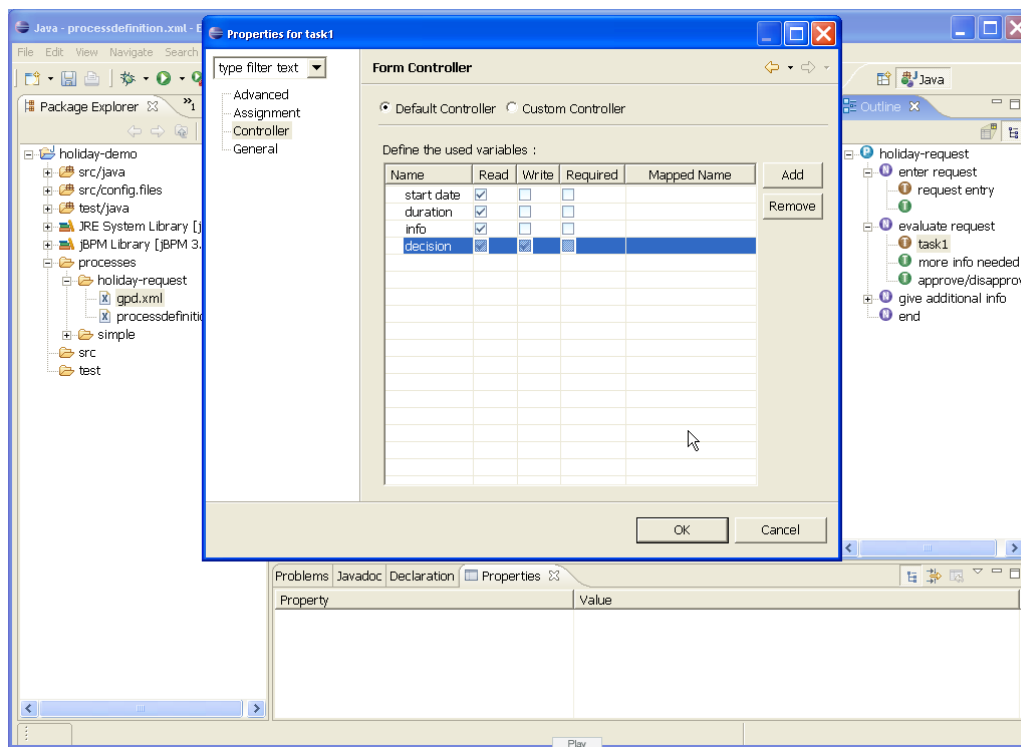 Java - processdefinition.xml - E
File Edit View Navigate Search
Java
Package Explorer
1
holiday-demo
src/java
src/config.files
test/java
JRE System Library [j
jBPM Library [jBPM 3.
processes
holiday-request
gpd.xml
processdefinitio
simple
src
test
Properties for task1
type filter text
Advanced
Assignment
Controller
General
Form Controller
Default Controller Custom Controller
Define the used variables :
Name Read Write Required Mapped Name
start date
duration
info
decision
Add
Remove
OK Cancel
Outline
holiday-request
enter request
request entry
evaluate request
task1
more info needed
approve/disapprov
give additional info
end
Problems Javadoc Declaration Properties
Property Value
Play